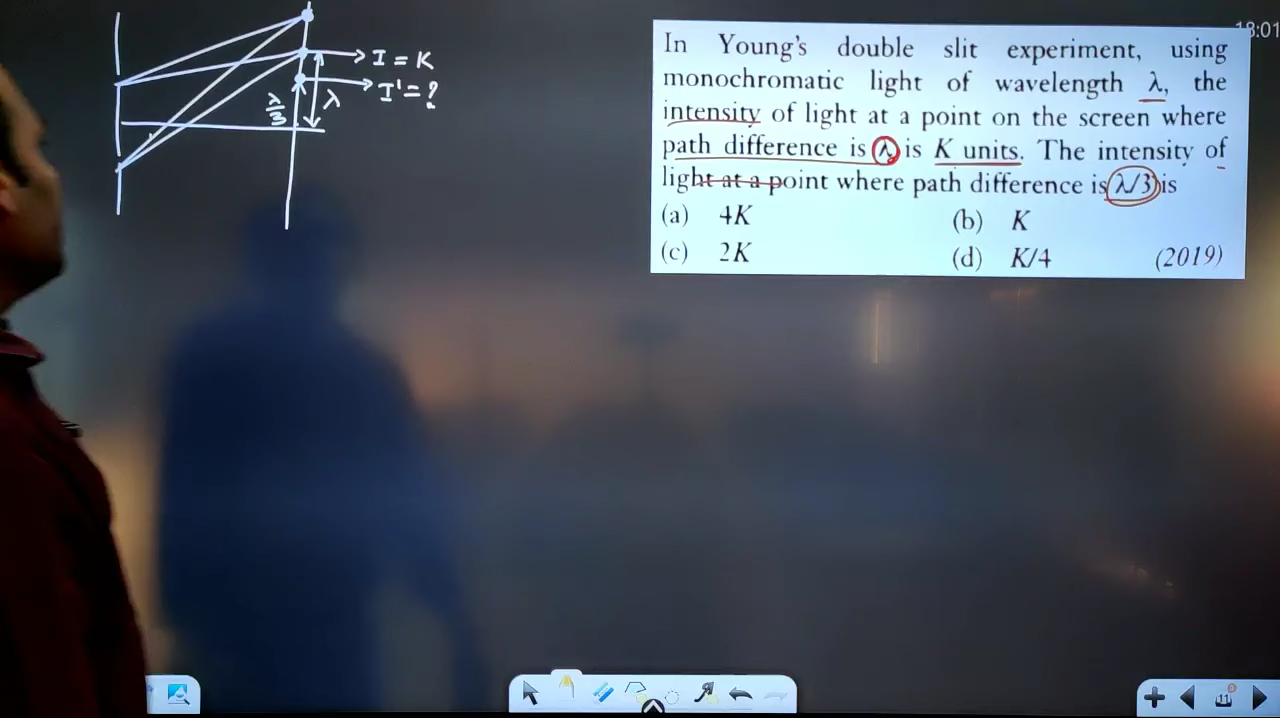 I = K
I' = ?
λ/3
λ
18:01
In Young's double slit experiment, using
monochromatic light of wavelength λ, the
intensity of light at a point on the screen where
path difference is λ is K units. The intensity of
light at a point where path difference is λ/3 is
(a) 4K (b) K
(c) 2K (d) K/4 (2019)
11